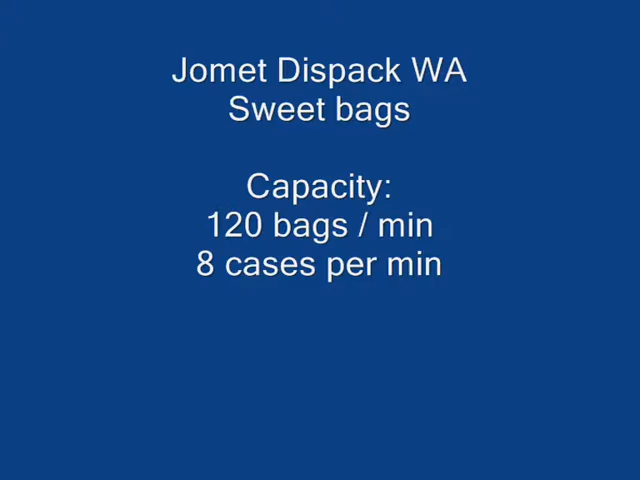 Jomet Dispack WA
Sweet bags
Capacity:
120 bags / min
8 cases per min